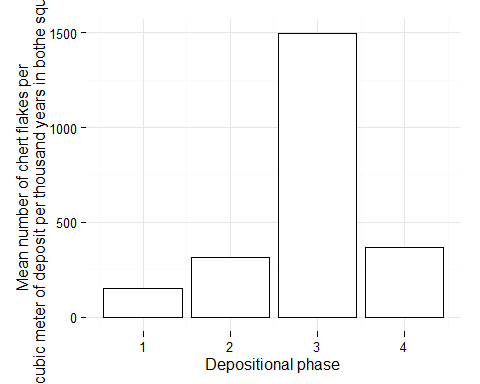 Mean number of chert flakes per
cubic meter of deposit per thousand years in bothe squ
1500
1000
500
0
1 2 3 4
Depositional phase